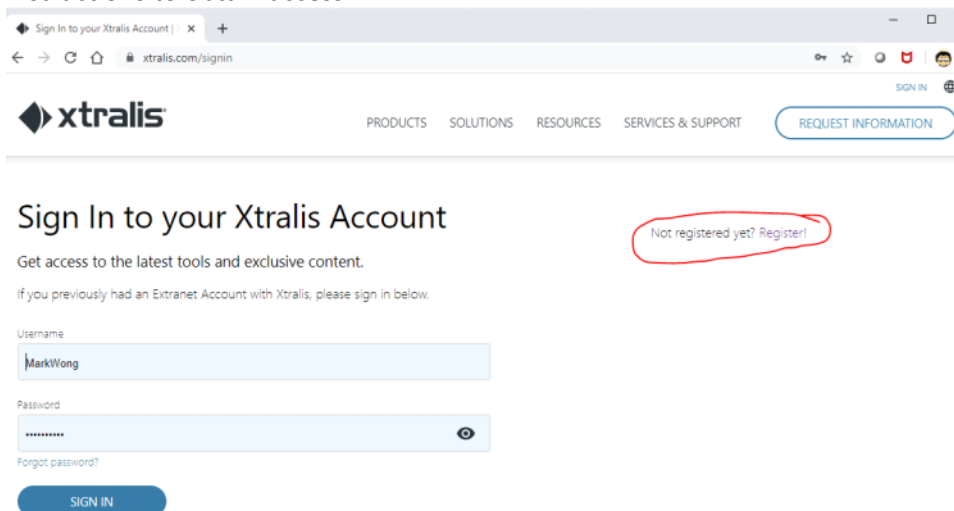 Sign In to your Xtralis Account |
xtralis.com/signin
SIGN IN
xtralis
PRODUCTS SOLUTIONS RESOURCES SERVICES & SUPPORT REQUEST INFORMATION
Sign In to your Xtralis Account
Not registered yet? Register!
Get access to the latest tools and exclusive content.
If you previously had an Extranet Account with Xtralis, please sign in below.
Username
MarkWong
Password
••••••••••
Forgot password?
SIGN IN